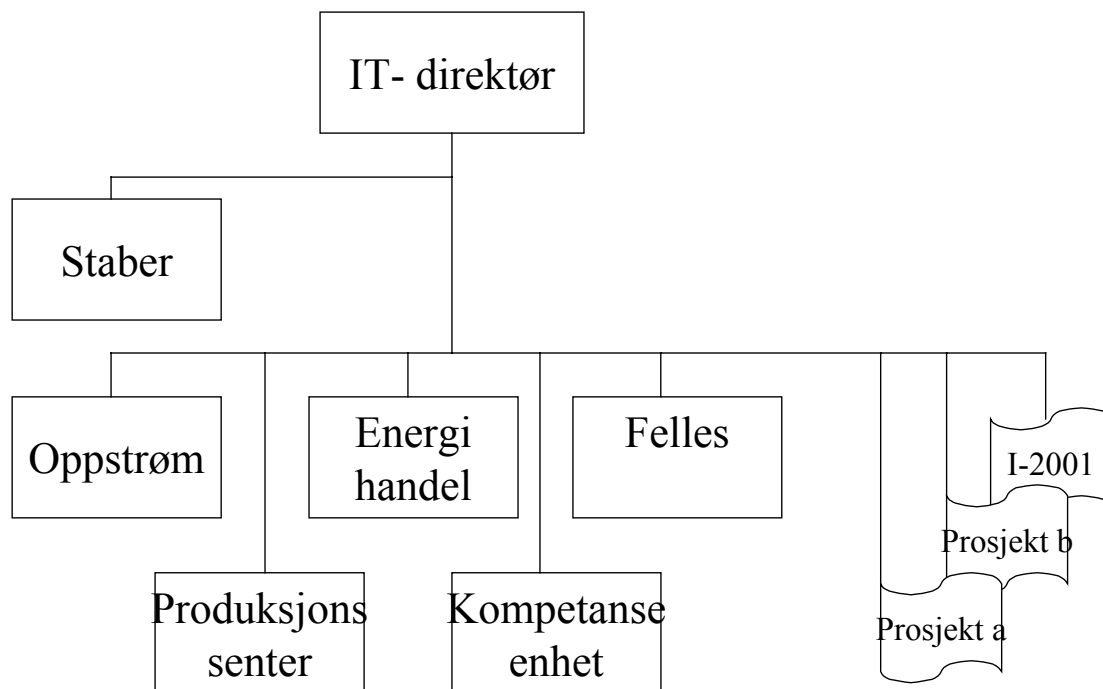 IT- direktør
Staber
Oppstrøm
Energi
handel
Felles
I-2001
Prosjekt b
Produksjons
senter
Kompetanse
enhet
Prosjekt a